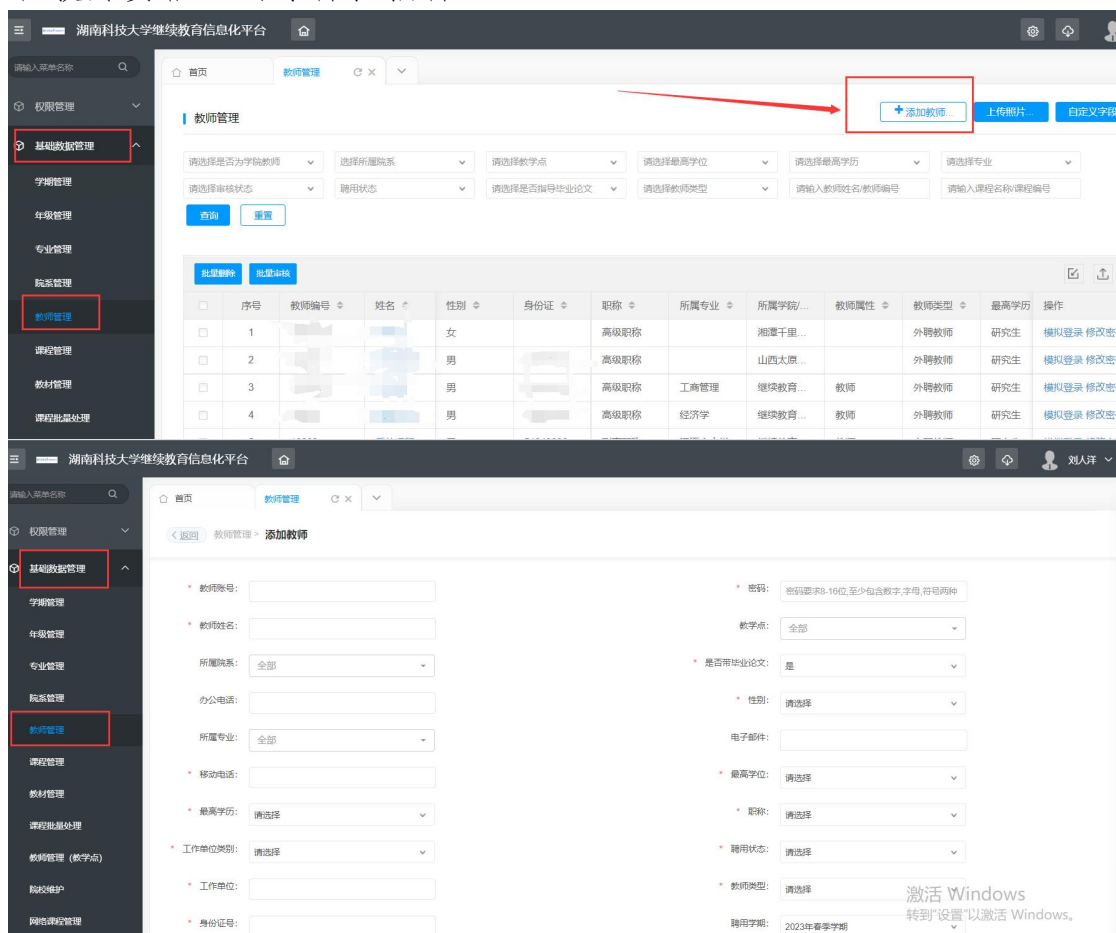 湖南科技大学继续教育信息化平台
请输入菜单名称
首页 教师管理
权限管理
教师管理
添加教师... 上传照片... 自定义字段
基础数据管理
请选择是否为学院教师 选择所属院系 请选择教学点 请选择最高学位 请选择最高学历 请选择专业
学期管理
请选择审核状态 聘用状态 请选择是否指导毕业论文 请选择教师类型 请输入教师姓名/教师编号 请输入课程名称/课程编号
年级管理
查询 重置
专业管理
院系管理
批量删除 批量审核
序号 教师编号 姓名 性别 身份证 职称 所属专业 所属学院/... 教师属性 教师类型 最高学历 操作
教师管理
1 女 高级职称 湘潭千里... 外聘教师 研究生 模拟登录 修改密
课程管理
2 男 高级职称 山西太原... 外聘教师 研究生 模拟登录 修改密
教材管理
3 男 高级职称 工商管理 继续教育... 教师 外聘教师 研究生 模拟登录 修改密
课程批量处理
4 男 高级职称 经济学 继续教育... 教师 外聘教师 研究生 模拟登录 修改密
湖南科技大学继续教育信息化平台 刘人洋
请输入菜单名称
首页 教师管理
权限管理
<返回 教师管理> 添加教师
基础数据管理
* 教师账号: * 密码: 密码要求8-16位,至少包含数字,字母,符号两种
学期管理
* 教师姓名: 教学点: 全部
年级管理
所属院系: 全部 * 是否带毕业论文: 是
专业管理
院系管理
办公电话: * 性别: 请选择
教师管理
所属专业: 全部 电子邮件:
课程管理
* 移动电话: * 最高学位: 请选择
教材管理
* 最高学历: 请选择 * 职称: 请选择
课程批量处理
* 工作单位类别: 请选择 * 聘用状态: 请选择
教师管理（教学点）
* 工作单位: * 教师类型: 请选择
院校维护
激活 Windows
转到"设置"以激活 Windows。
网络课程管理
* 身份证号: 聘用学期: 2023年春季学期